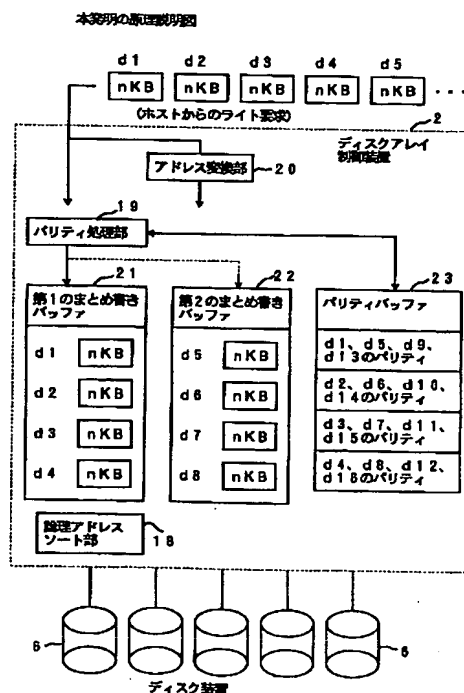 本発明の原理説明図
d1 d2 d3 d4 d5
nKB nKB nKB nKB nKB ・・・
(ホストからのライト要求)
2
ディスクアレイ
制御装置
アドレス変換部
20
19
パリティ処理部
21
22
23
第1のまとめ書き
バッファ
d1 nKB
d2 nKB
d3 nKB
d4 nKB
第2のまとめ書き
バッファ
d5 nKB
d6 nKB
d7 nKB
d8 nKB
パリティバッファ
d1、d5、d9、
d13のパリティ
d2、d6、d10、
d14のパリティ
d3、d7、d11、
d15のパリティ
d4、d8、d12、
d16のパリティ
論理アドレス
ソート部
18
6
6
ディスク装置